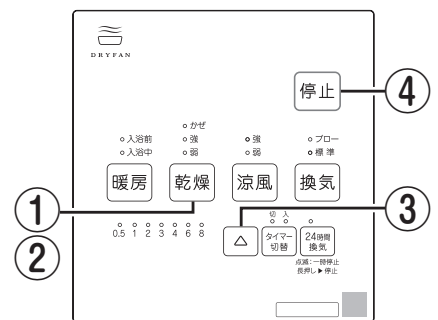 DRYFAN
停止
④
かぜ
入浴前 強 強 ブロー
入浴中 弱 弱 標準
暖房 乾燥 涼風 換気
①
②
③
切 入
0.5 1 2 3 4 6 8
△ タイマー切替 24時間換気
点滅:一時停止
長押し▶停止